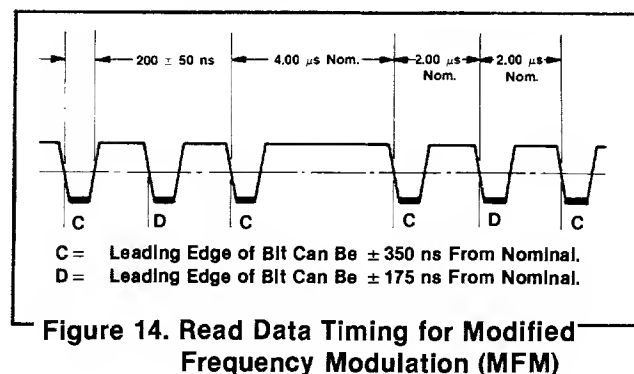 200 ± 50 ns 4.00 μs Nom. 2.00 μs Nom. 2.00 μs Nom.
C D C C D C
C = Leading Edge of Bit Can Be ± 350 ns From Nominal.
D = Leading Edge of Bit Can Be ± 175 ns From Nominal.
Figure 14. Read Data Timing for Modified
Frequency Modulation (MFM)